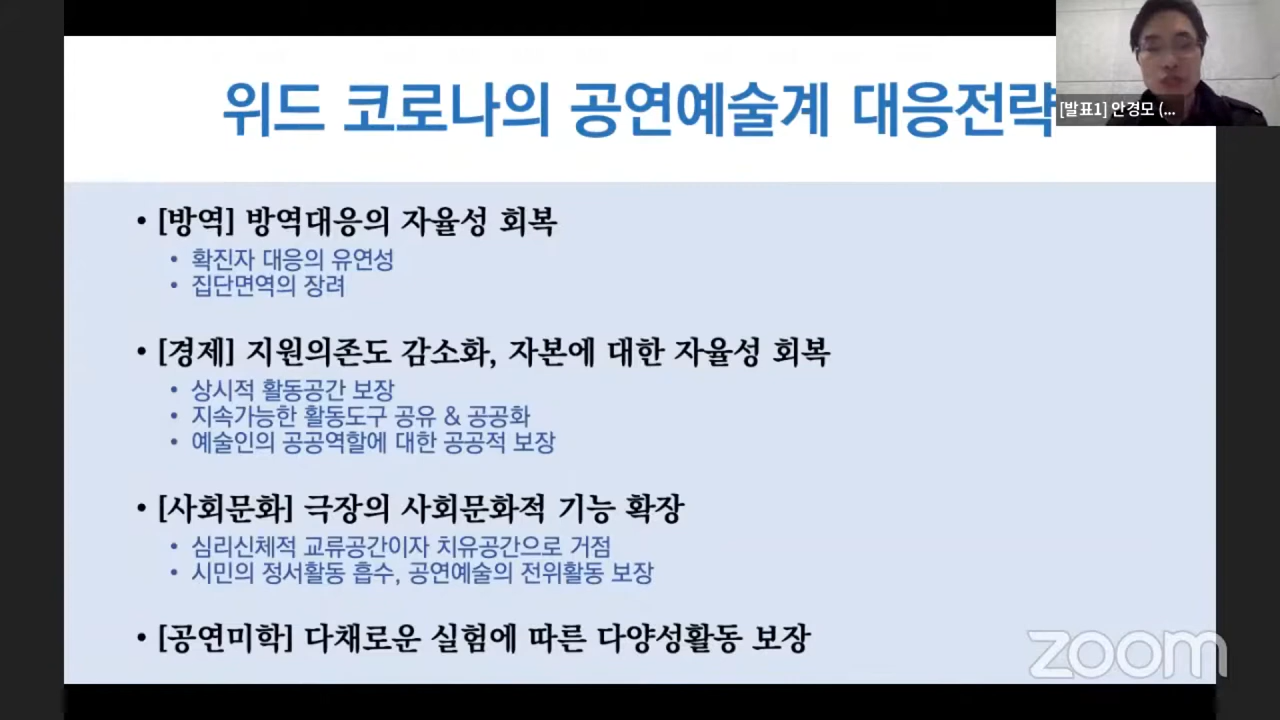 위드 코로나의 공연예술계 대응전략
[발표1] 안경모 (...
• [방역] 방역대응의 자율성 회복
• 확진자 대응의 유연성
• 집단면역의 장려
• [경제] 지원의존도 감소화, 자본에 대한 자율성 회복
• 상시적 활동공간 보장
• 지속가능한 활동도구 공유 & 공공화
• 예술인의 공공역할에 대한 공공적 보장
• [사회문화] 극장의 사회문화적 기능 확장
• 심리신체적 교류공간이자 치유공간으로 거점
• 시민의 정서활동 흡수, 공연예술의 전위활동 보장
• [공연미학] 다채로운 실험에 따른 다양성활동 보장
zoom